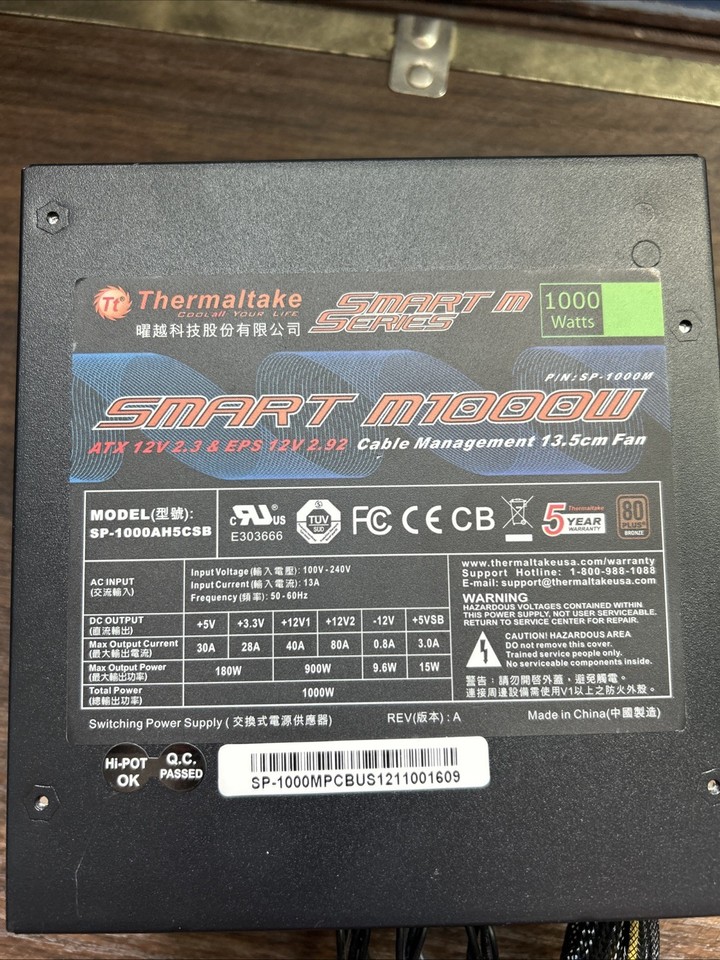 Tt Thermaltake
COOLall YOUR LIFE
曜越科技股份有限公司
SMART M
SERIES
1000
Watts
P/N: SP-1000M
SMART M1000W
ATX 12V 2.3 & EPS 12V 2.92 Cable Management 13.5cm Fan
MODEL(型號):
SP-1000AH5CSB
c RU US
E303666
TUV
SUD
FC CE CB
Thermaltake
5 YEAR
WARRANTY
80
PLUS
BRONZE
AC INPUT
(交流輸入)
Input Voltage (輸入電壓): 100V - 240V
Input Current (輸入電流): 13A
Frequency (頻率): 50 - 60Hz
DC OUTPUT
(直流輸出)
+5V +3.3V +12V1 +12V2 -12V +5VSB
Max Output Current
(最大輸出電流)
30A 28A 40A 80A 0.8A 3.0A
Max Output Power
(最大輸出功率)
180W 900W 9.6W 15W
Total Power
(總輸出功率)
1000W
www.thermaltakeusa.com/warranty
Support Hotline: 1-800-988-1088
E-mail: support@thermaltakeusa.com
WARNING
HAZARDOUS VOLTAGES CONTAINED WITHIN
THIS POWER SUPPLY, NOT USER SERVICEABLE.
RETURN TO SERVICE CENTER FOR REPAIR.
CAUTION! HAZARDOUS AREA
DO not remove this cover.
Trained service people only.
No serviceable components inside.
警告：請勿開啓外蓋，避免觸電。
連接周邊設備需使用V1以上之防火外殼。
Switching Power Supply ( 交換式電源供應器)
REV(版本) : A
Made in China(中國製造)
Hi-POT
OK
Q.C.
PASSED
SP-1000MPCBUS1211001609